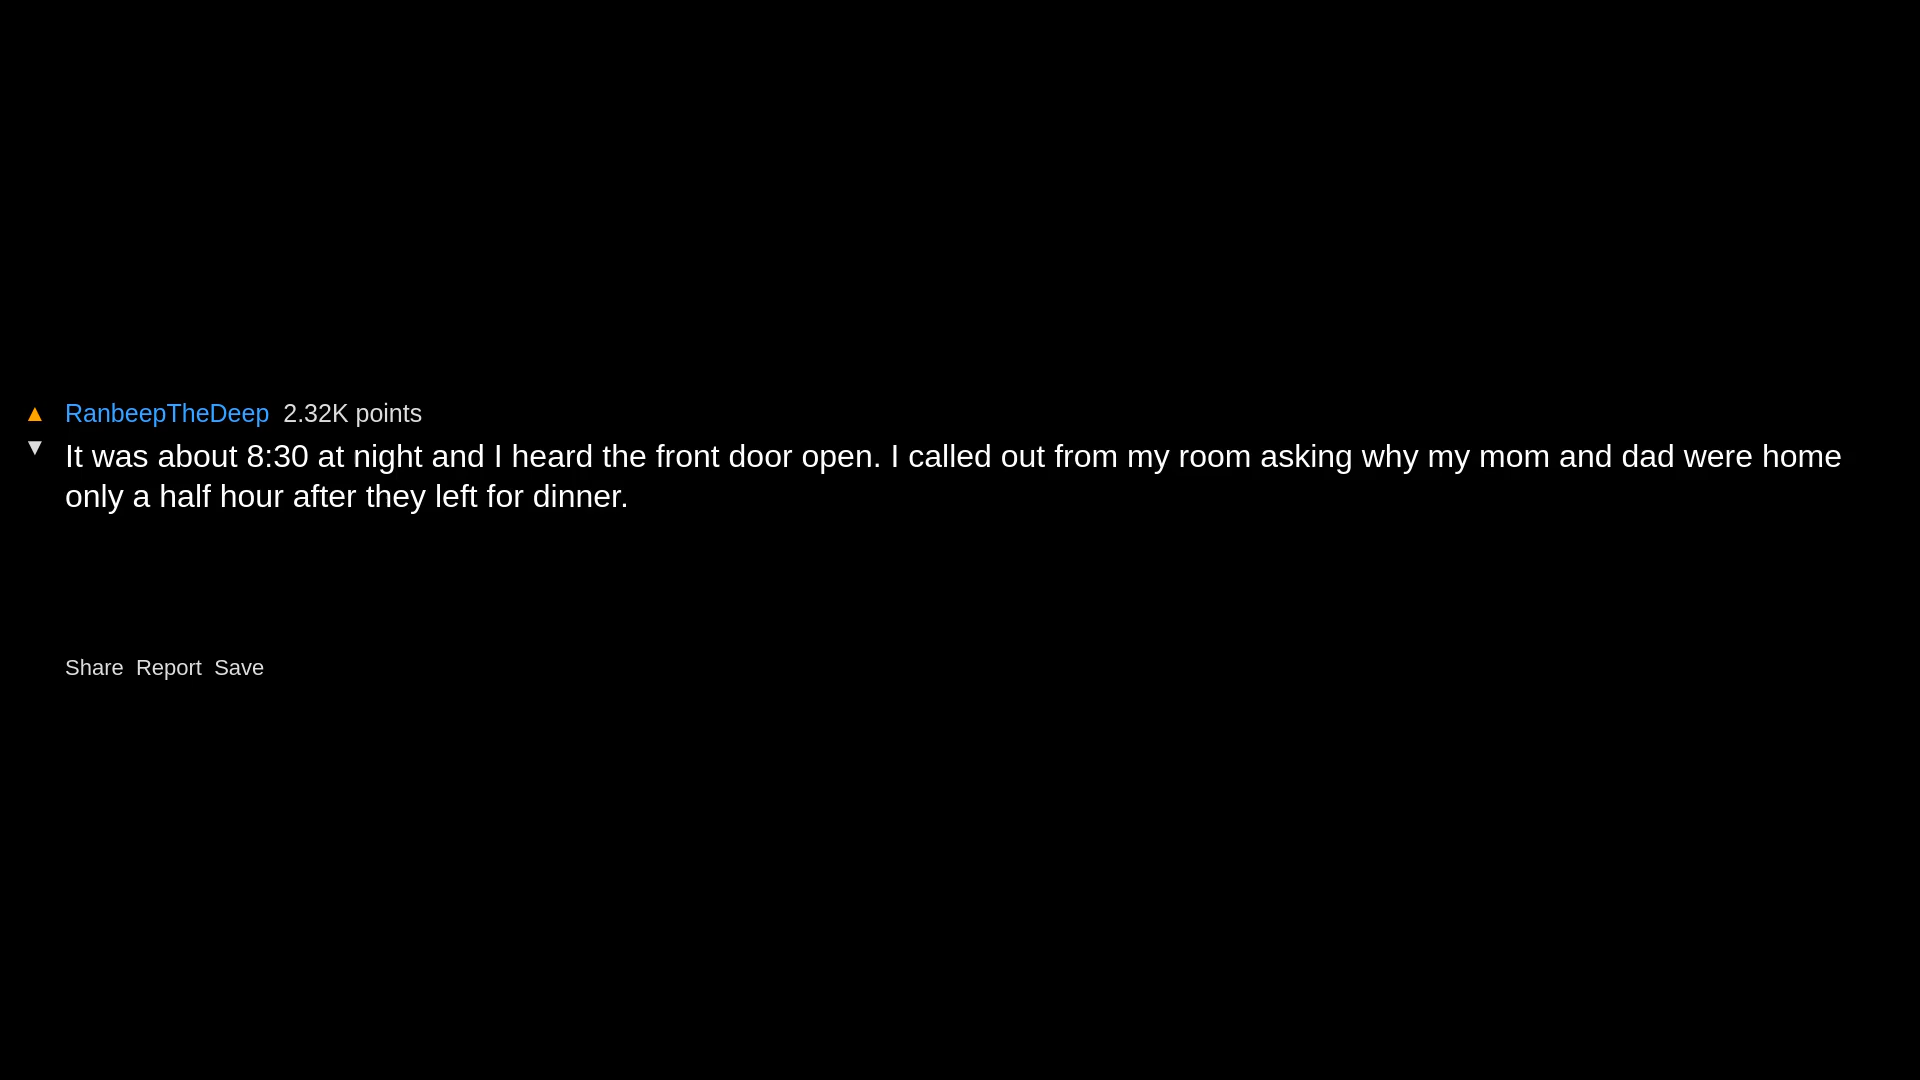 RanbeepTheDeep 2.32K points
It was about 8:30 at night and I heard the front door open. I called out from my room asking why my mom and dad were home
only a half hour after they left for dinner.
Share Report Save